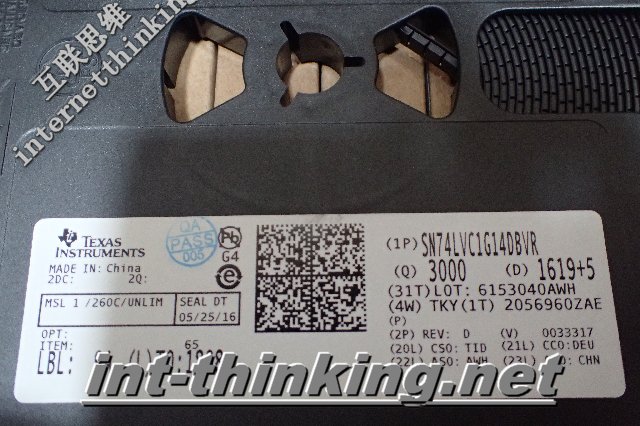 互联思维
internetthinking
TEXAS
INSTRUMENTS
MADE IN: China
2DC: 2Q:
QA
PASS
005
Pb
G4
e
MSL 1 /260C/UNLIM
SEAL DT
05/25/16
OPT:
ITEM: 65
LBL:
(1P) SN74LVC1G14DBVR
(Q) 3000 (D) 1619+5
(31T)LOT: 6153040AWH
(4W) TKY(1T) 2056960ZAE
(P)
(2P) REV: D (V) 0033317
(20L) CSO: TID (21L) CCO:DEU
(22L) ASO: AWH CHN
int-thinking.net